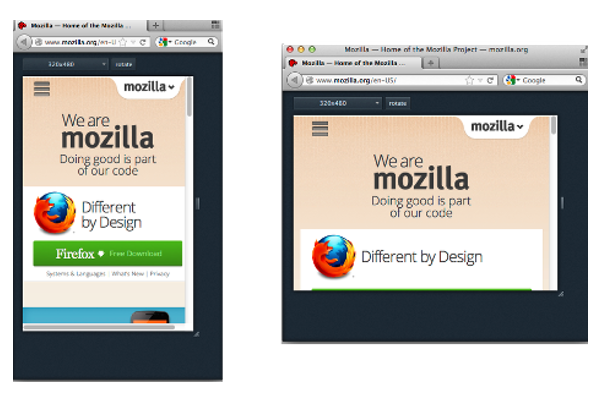 Mozilla — Home of the Mozilla ...
www.mozilla.org/en-U
Google
320x480
rotate
mozilla
We are
mozilla
Doing good is part
of our code
Different
by Design
Firefox
Free Download
Systems & Languages | What's New | Privacy
Mozilla — Home of the Mozilla Project — mozilla.org
Mozilla — Home of the Mozilla ...
www.mozilla.org/en-US/
Google
320x480
rotate
mozilla
We are
mozilla
Doing good is part
of our code
Different by Design